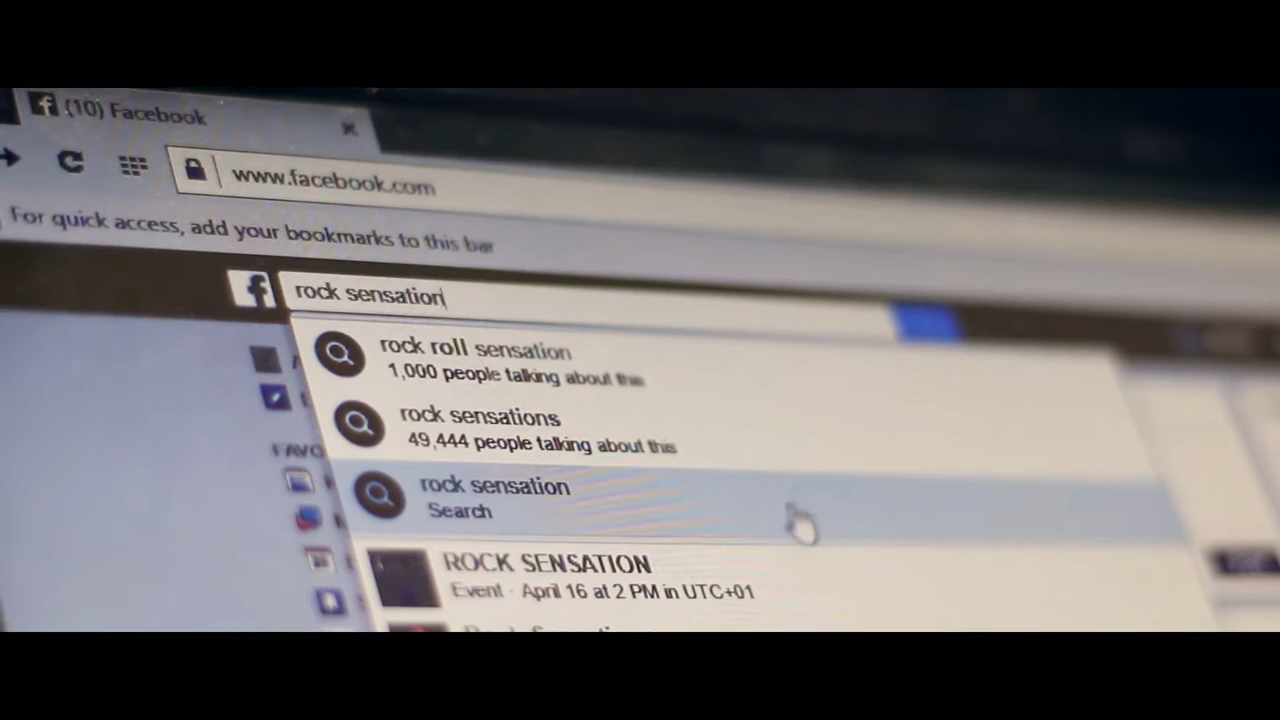 (10) Facebook
www.facebook.com
For quick access, add your bookmarks to this bar
rock sensation
rock roll sensation
1,000 people talking about this
rock sensations
49,444 people talking about this
FAVO
rock sensation
Search
ROCK SENSATION
Event · April 16 at 2 PM in UTC+01